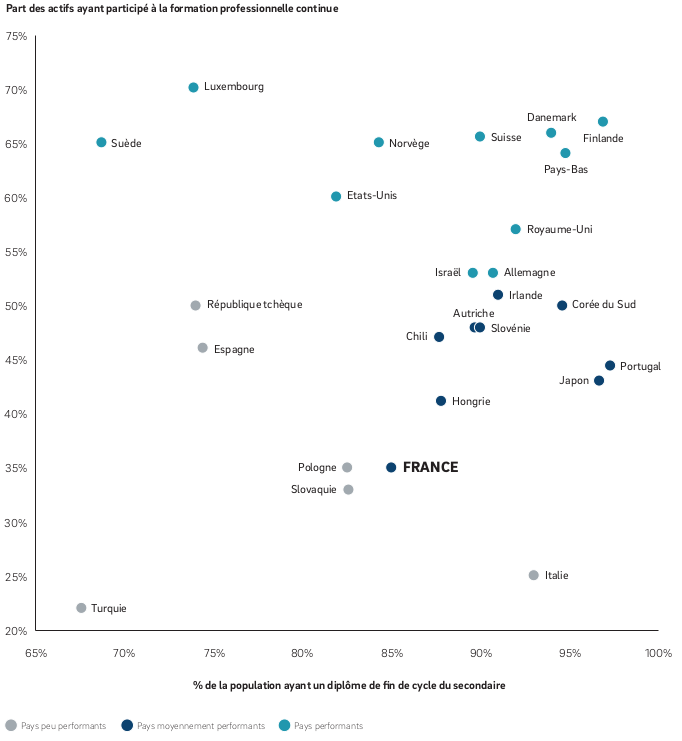 Part des actifs ayant participé à la formation professionnelle continue
75%
70%
Luxembourg
Danemark
Suisse
Finlande
65%
Suède
Norvège
Pays-Bas
60%
Etats-Unis
Royaume-Uni
55%
Israël
Allemagne
Irlande
50%
République tchèque
Corée du Sud
Autriche
Slovénie
Chili
Espagne
45%
Portugal
Japon
40%
Hongrie
35%
Pologne
FRANCE
Slovaquie
30%
25%
Italie
Turquie
20%
65%
70%
75%
80%
85%
90%
95%
100%
% de la population ayant un diplôme de fin de cycle du secondaire
Pays peu performants
Pays moyennement performants
Pays performants